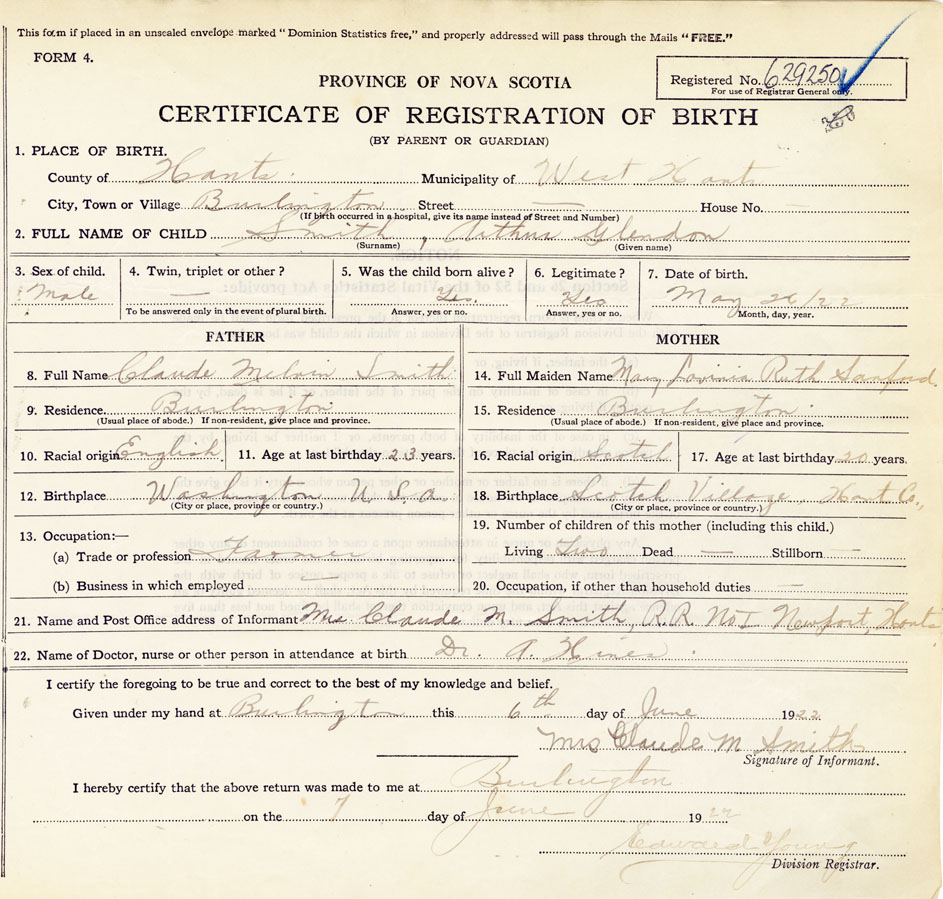 This form if placed in an unsealed envelope marked "Dominion Statistics free," and properly addressed will pass through the Mails "FREE."
FORM 4.
Registered No. 629250
For use of Registrar General only.
PROVINCE OF NOVA SCOTIA
CERTIFICATE OF REGISTRATION OF BIRTH
(BY PARENT OR GUARDIAN)
1. PLACE OF BIRTH.
County of Hants. Municipality of West Hants
City, Town or Village Burlington Street — House No. —
(If birth occurred in a hospital, give its name instead of Street and Number)
2. FULL NAME OF CHILD Smith, Arthur Glendon
(Surname) (Given name)
3. Sex of child. 4. Twin, triplet or other? 5. Was the child born alive? 6. Legitimate? 7. Date of birth.
Male — Yes. Yes May 26/22
To be answered only in the event of plural birth. Answer, yes or no. Answer, yes or no. Month, day, year.
FATHER MOTHER
8. Full Name Claude Melvin Smith 14. Full Maiden Name Mary Lovinia Ruth Sanford.
9. Residence. Burlington 15. Residence Burlington.
(Usual place of abode.) If non-resident, give place and province. (Usual place of abode.) If non-resident, give place and province.
10. Racial origin English 11. Age at last birthday 23 years. 16. Racial origin Scotch 17. Age at last birthday 20 years.
12. Birthplace Washington U.S.A. 18. Birthplace Scotch Village Hant Co.,
(City or place, province or country.) (City or place, province or country.)
13. Occupation:— 19. Number of children of this mother (including this child.)
(a) Trade or profession Farmer Living Two Dead — Stillborn —
(b) Business in which employed — 20. Occupation, if other than household duties —
21. Name and Post Office address of Informant Mrs Claude M. Smith, R.R. No 1 Newport, Hants
22. Name of Doctor, nurse or other person in attendance at birth Dr. A. Hines.
I certify the foregoing to be true and correct to the best of my knowledge and belief.
Given under my hand at Burlington this 6th day of June 1922
Mrs Claude M Smith
Signature of Informant.
I hereby certify that the above return was made to me at Burlington
on the 7 day of June 1922
Edward Young
Division Registrar.